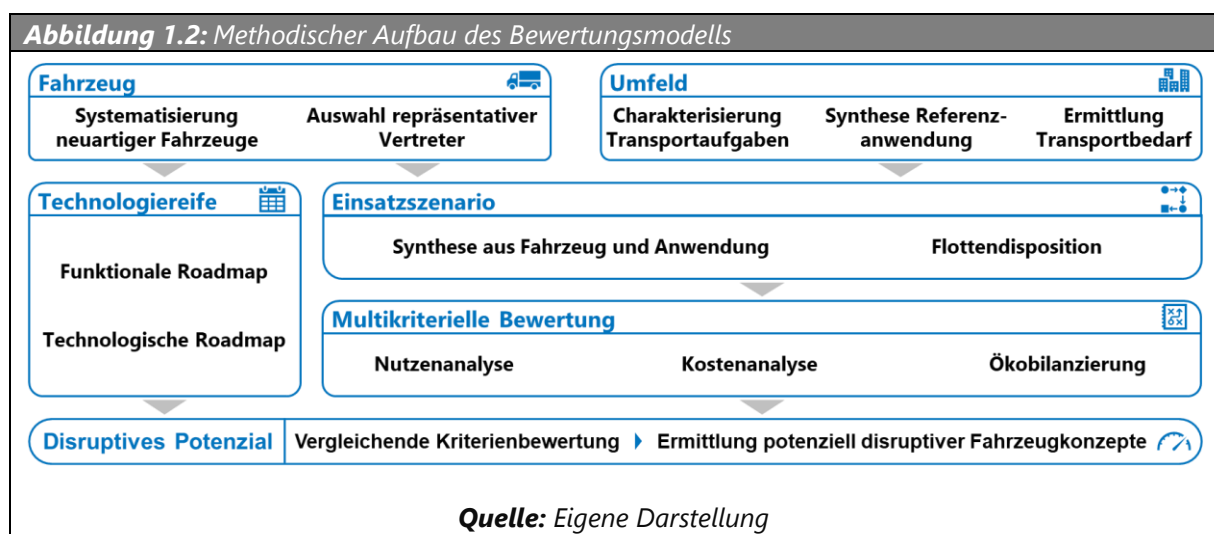 Abbildung 1.2: Methodischer Aufbau des Bewertungsmodells
Fahrzeug
Systematisierung
neuartiger Fahrzeuge
Auswahl repräsentativer
Vertreter
Umfeld
Charakterisierung
Transportaufgaben
Synthese Referenz-
anwendung
Ermittlung
Transportbedarf
Technologiereife
Funktionale Roadmap
Technologische Roadmap
Einsatzszenario
Synthese aus Fahrzeug und Anwendung
Flottendisposition
Multikriterielle Bewertung
Nutzenanalyse
Kostenanalyse
Ökobilanzierung
Disruptives Potenzial
Vergleichende Kriterienbewertung
Ermittlung potenziell disruptiver Fahrzeugkonzepte
Quelle: Eigene Darstellung